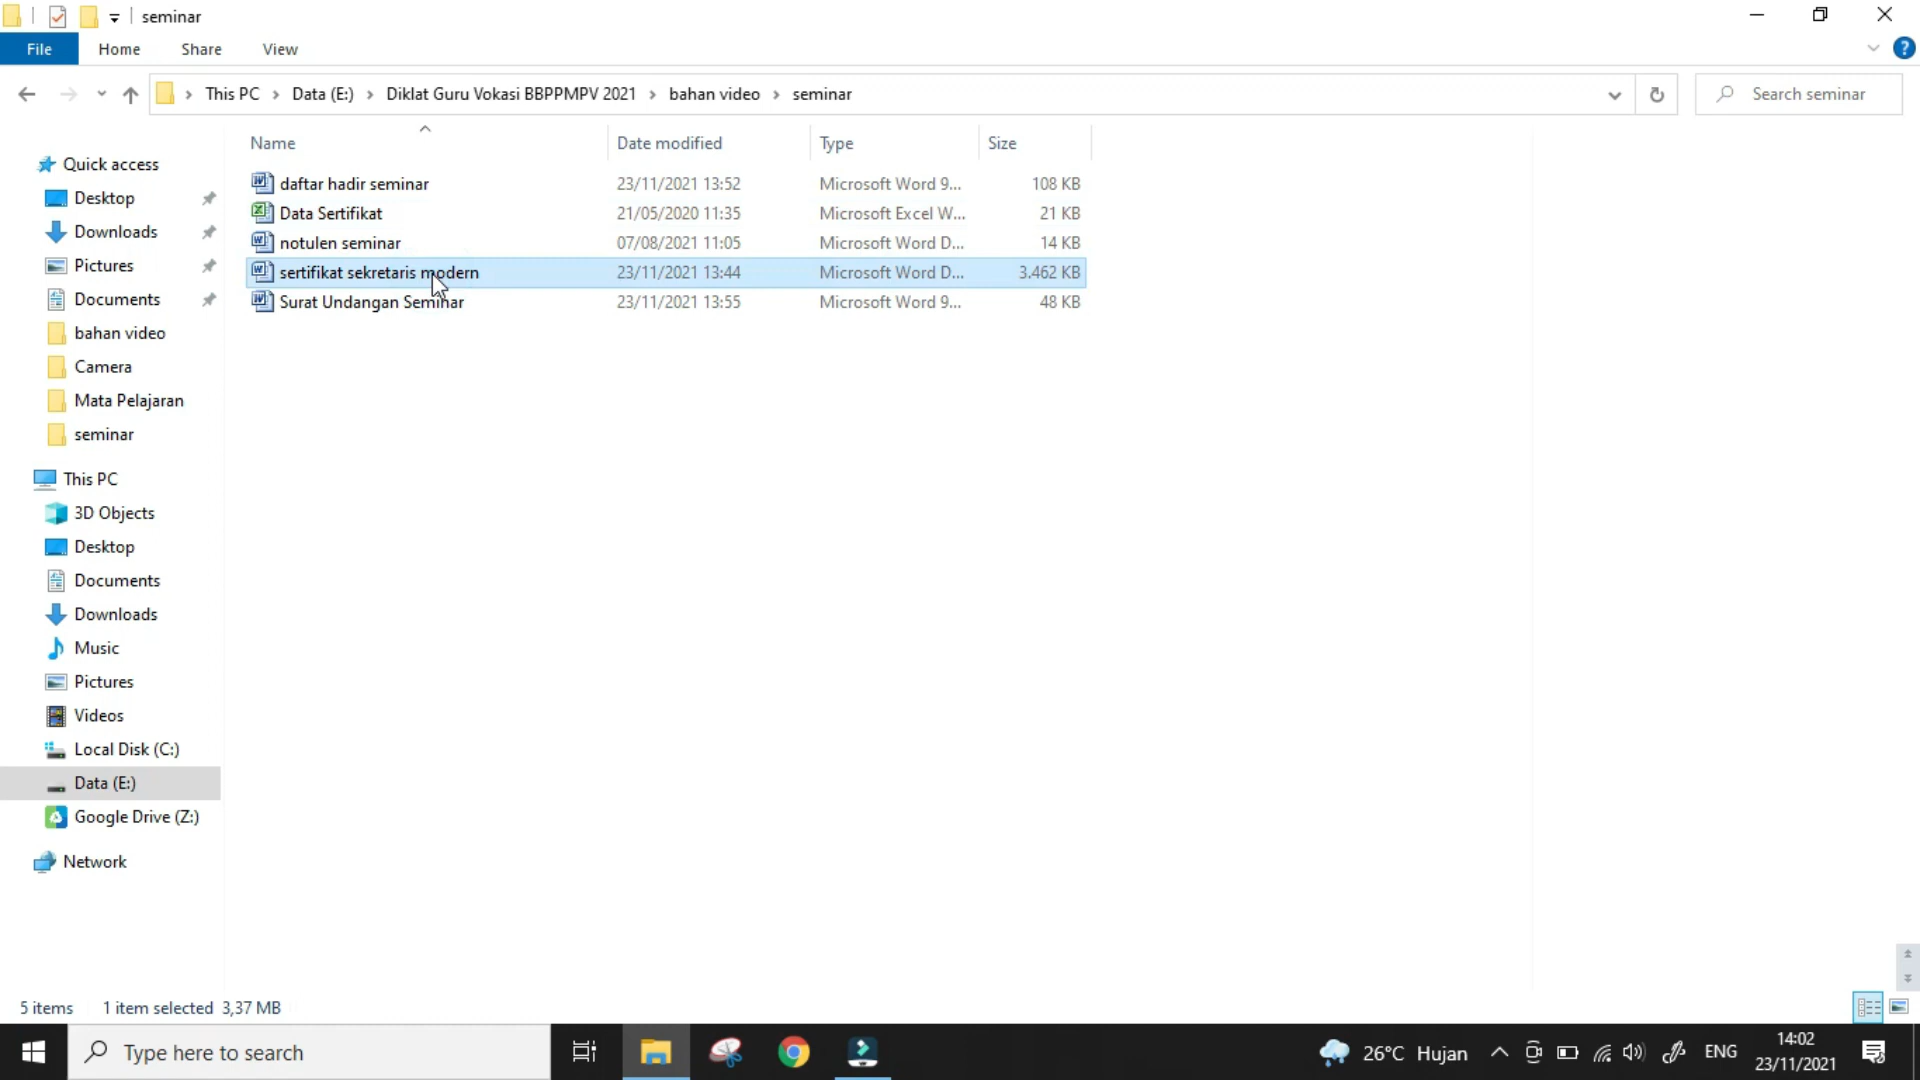 seminar
File Home Share View
This PC Data (E:) Diklat Guru Vokasi BBPPMPV 2021 bahan video seminar
Search seminar
Name Date modified Type Size
daftar hadir seminar 23/11/2021 13:52 Microsoft Word 9... 108 KB
Data Sertifikat 21/05/2020 11:35 Microsoft Excel W... 21 KB
notulen seminar 07/08/2021 11:05 Microsoft Word D... 14 KB
sertifikat sekretaris modern 23/11/2021 13:44 Microsoft Word D... 3.462 KB
Surat Undangan Seminar 23/11/2021 13:55 Microsoft Word 9... 48 KB
Quick access
Desktop
Downloads
Pictures
Documents
bahan video
Camera
Mata Pelajaran
seminar
This PC
3D Objects
Desktop
Documents
Downloads
Music
Pictures
Videos
Local Disk (C:)
Data (E:)
Google Drive (Z:)
Network
5 items 1 item selected 3,37 MB
Type here to search
26°C Hujan
ENG
14:02
23/11/2021